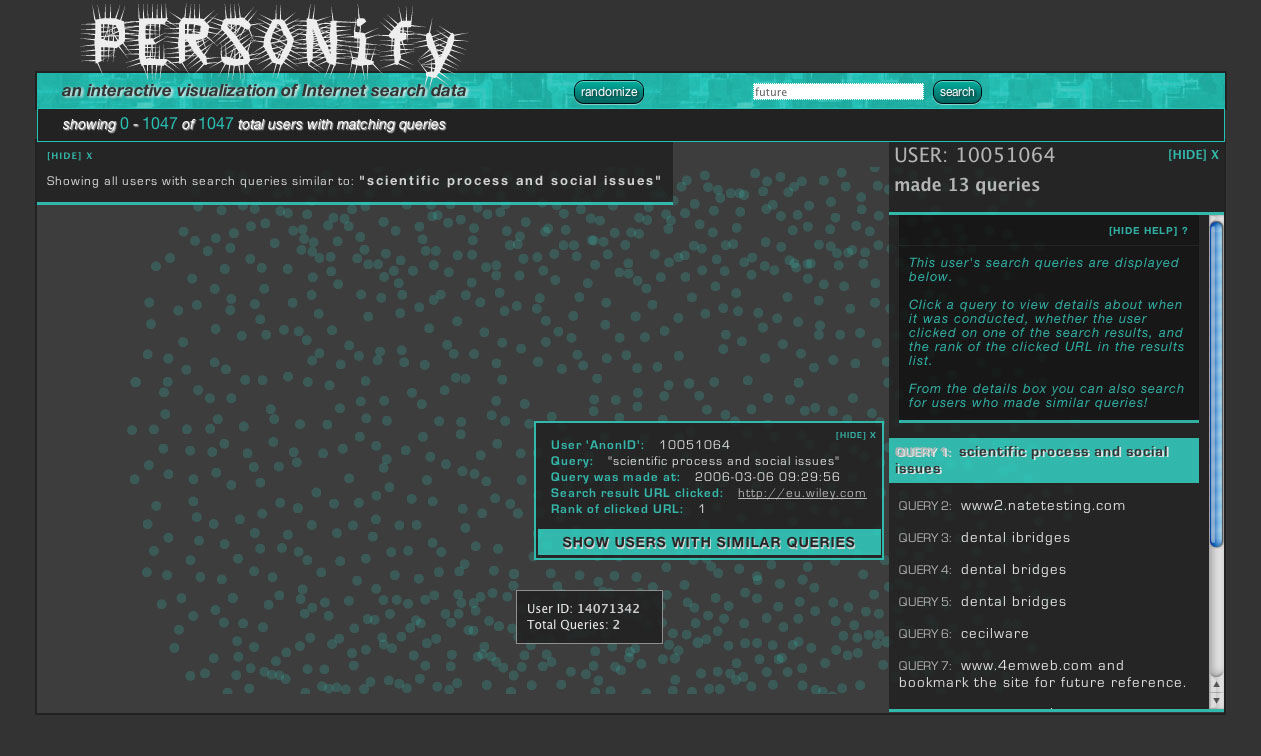 PERSONify
an interactive visualization of Internet search data
randomize
future
search
showing 0 - 1047 of 1047 total users with matching queries
[HIDE] X
Showing all users with search queries similar to: "scientific process and social issues"
USER: 10051064
[HIDE] X
made 13 queries
[HIDE HELP] ?
This user's search queries are displayed
below.
Click a query to view details about when
it was conducted, whether the user
clicked on one of the search results, and
the rank of the clicked URL in the results
list.
From the details box you can also search
for users who made similar queries!
[HIDE] X
User 'AnonID': 10051064
Query: "scientific process and social issues"
Query was made at: 2006-03-06 09:29:56
Search result URL clicked: http://eu.wiley.com
Rank of clicked URL: 1
SHOW USERS WITH SIMILAR QUERIES
User ID: 14071342
Total Queries: 2
QUERY 1: scientific process and social
issues
QUERY 2: www2.natetesting.com
QUERY 3: dental ibridges
QUERY 4: dental bridges
QUERY 5: dental bridges
QUERY 6: cecilware
QUERY 7: www.4emweb.com and
bookmark the site for future reference.